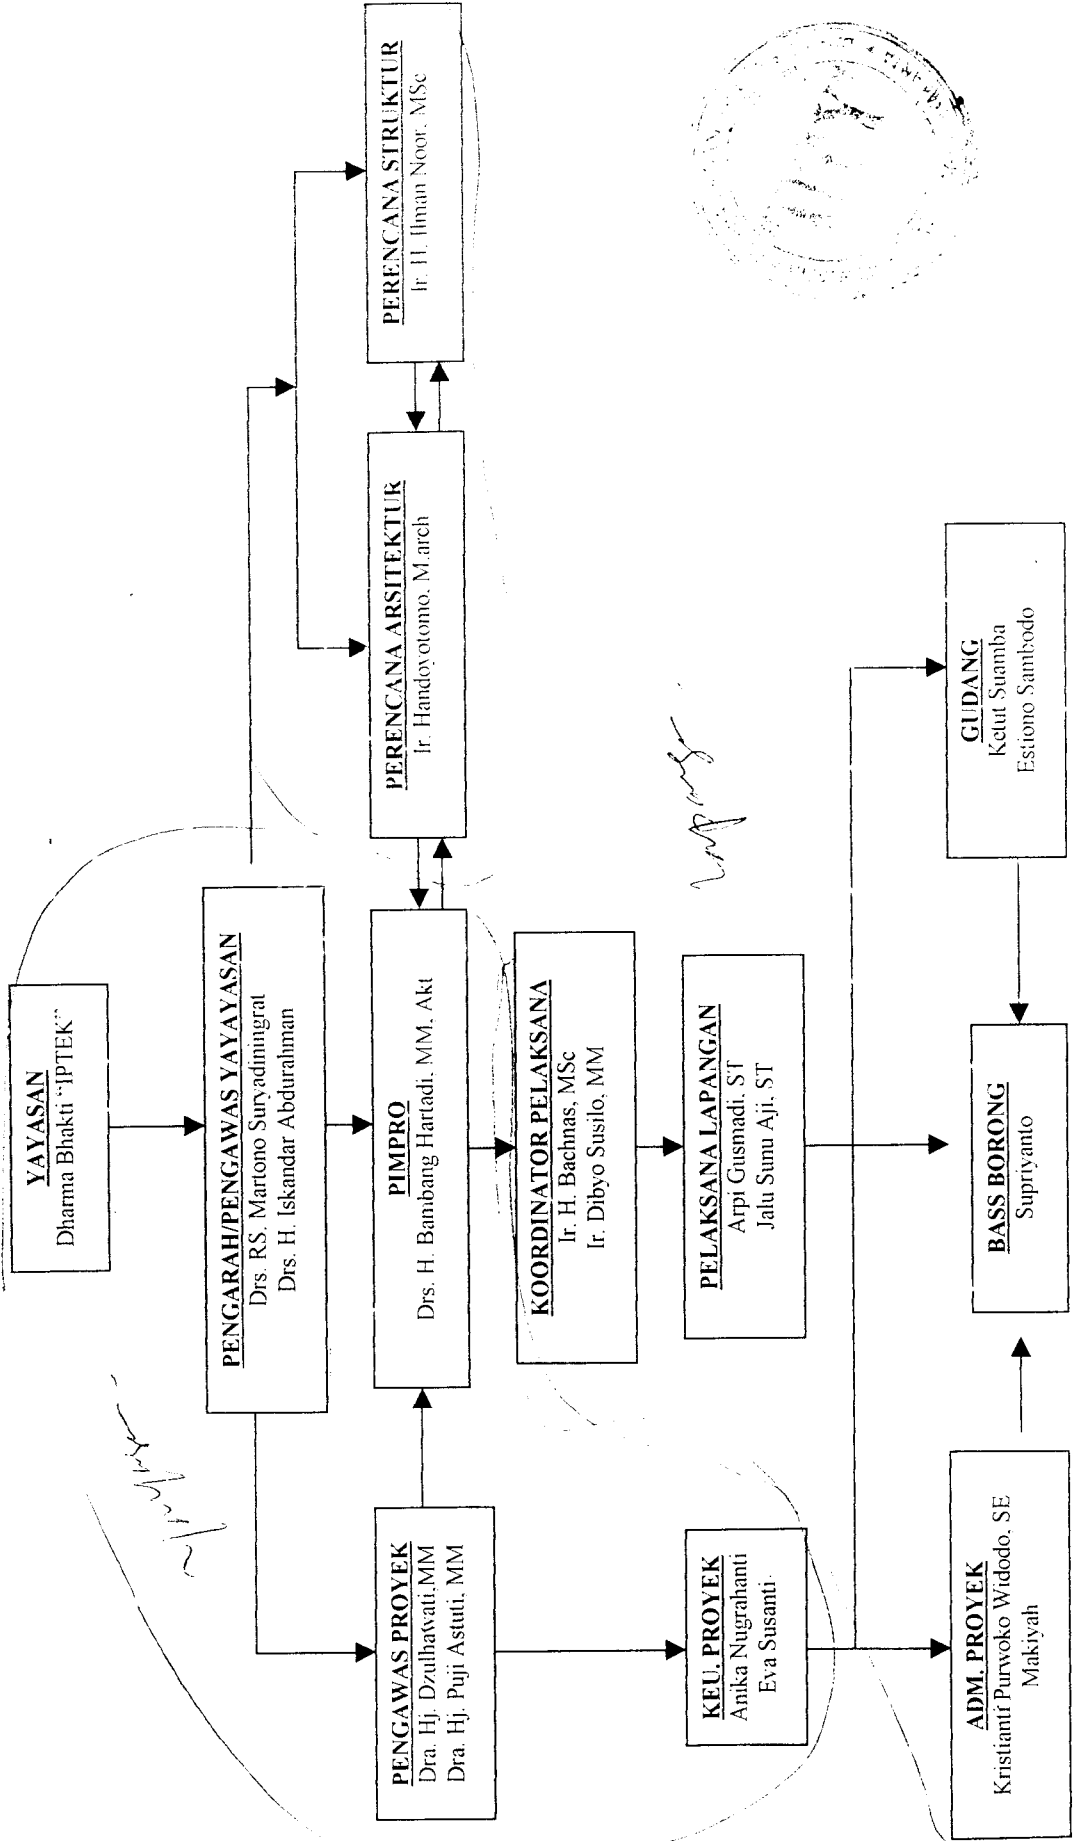 YAYASAN
Dharma Bhakti "IPTEK"
PENGARAH/PENGAWAS YAYAYASAN
Drs. RS. Martono Suryadiningrat
Drs. H. Iskandar Abdurahman
PENGAWAS PROYEK
Dra. Hj. Dzulhawati,MM
Dra. Hj. Puji Astuti, MM
PIMPRO
Drs. H. Bambang Hartadi, MM, Akt
PERENCANA ARSITEKTUR
Ir. Handoyotomo, M.arch
PERENCANA STRUKTUR
Ir. H. Ilman Noor, MSc
KOORDINATOR PELAKSANA
Ir. H. Bachnas, MSc
Ir. Dibyo Susilo, MM
KEU. PROYEK
Anika Nugrahanti
Eva Susanti
PELAKSANA LAPANGAN
Arpi Gusmadi, ST
Jalu Sunu Aji, ST
ADM. PROYEK
Kristianti Purwoko Widodo, SE
Makiyah
BASS BORONG
Supriyanto
GUDANG
Ketut Suamba
Estiono Sambodo